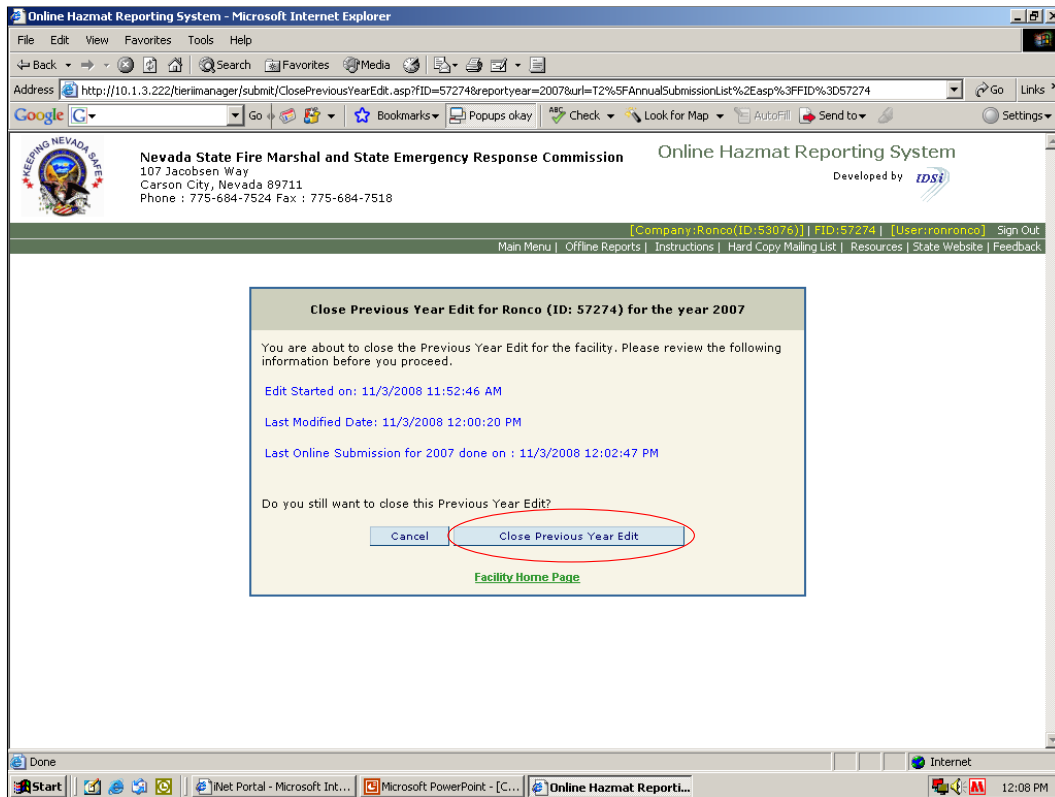 Online Hazmat Reporting System - Microsoft Internet Explorer
File Edit View Favorites Tools Help
Back Search Favorites Media
Address http://10.1.3.222/tieriimanager/submit/ClosePreviousYearEdit.asp?fID=57274&reportyear=2007&url=T2%5FAnnualSubmissionList%2Easp%3FFID%3D57274 Go Links
Google G Go Bookmarks Popups okay ABC Check Look for Map AutoFill Send to Settings
KEEPING NEVADA SAFE
Nevada State Fire Marshal and State Emergency Response Commission
107 Jacobsen Way
Carson City, Nevada 89711
Phone : 775-684-7524 Fax : 775-684-7518
Online Hazmat Reporting System
Developed by IDSi
[Company:Ronco(ID:53076)] | FID:57274 | [User:ronronco] Sign Out
Main Menu | Offline Reports | Instructions | Hard Copy Mailing List | Resources | State Website | Feedback
Close Previous Year Edit for Ronco (ID: 57274) for the year 2007
You are about to close the Previous Year Edit for the facility. Please review the following
information before you proceed.
Edit Started on: 11/3/2008 11:52:46 AM
Last Modified Date: 11/3/2008 12:00:20 PM
Last Online Submission for 2007 done on : 11/3/2008 12:02:47 PM
Do you still want to close this Previous Year Edit?
Cancel Close Previous Year Edit
Facility Home Page
Done Internet
Start iNet Portal - Microsoft Int... Microsoft PowerPoint - [C... Online Hazmat Reporti... 12:08 PM